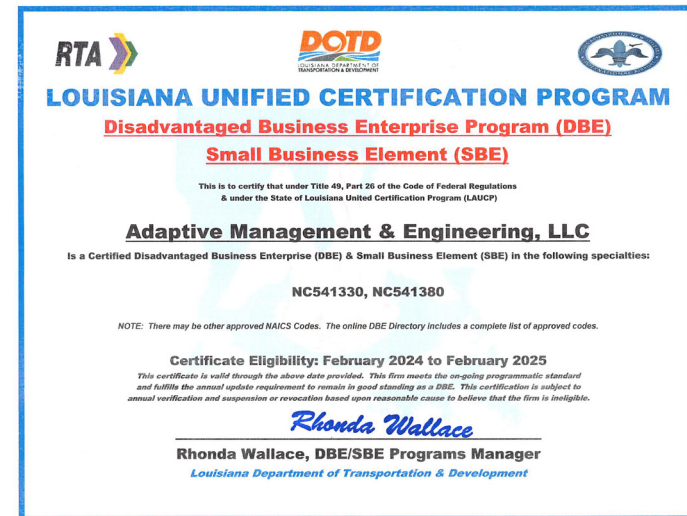 RTA
DOTD
LOUISIANA DEPARTMENT OF
TRANSPORTATION & DEVELOPMENT
LOUISIANA UNIFIED CERTIFICATION PROGRAM
Disadvantaged Business Enterprise Program (DBE)
Small Business Element (SBE)
This is to certify that under Title 49, Part 26 of the Code of Federal Regulations
& under the State of Louisiana United Certification Program (LAUCP)
Adaptive Management & Engineering, LLC
Is a Certified Disadvantaged Business Enterprise (DBE) & Small Business Element (SBE) in the following specialties:
NC541330, NC541380
NOTE: There may be other approved NAICS Codes. The online DBE Directory includes a complete list of approved codes.
Certificate Eligibility: February 2024 to February 2025
This certificate is valid through the above date provided. This firm meets the on-going programmatic standard
and fulfills the annual update requirement to remain in good standing as a DBE. This certification is subject to
annual verification and suspension or revocation based upon reasonable cause to believe that the firm is ineligible.
Rhonda Wallace
Rhonda Wallace, DBE/SBE Programs Manager
Louisiana Department of Transportation & Development